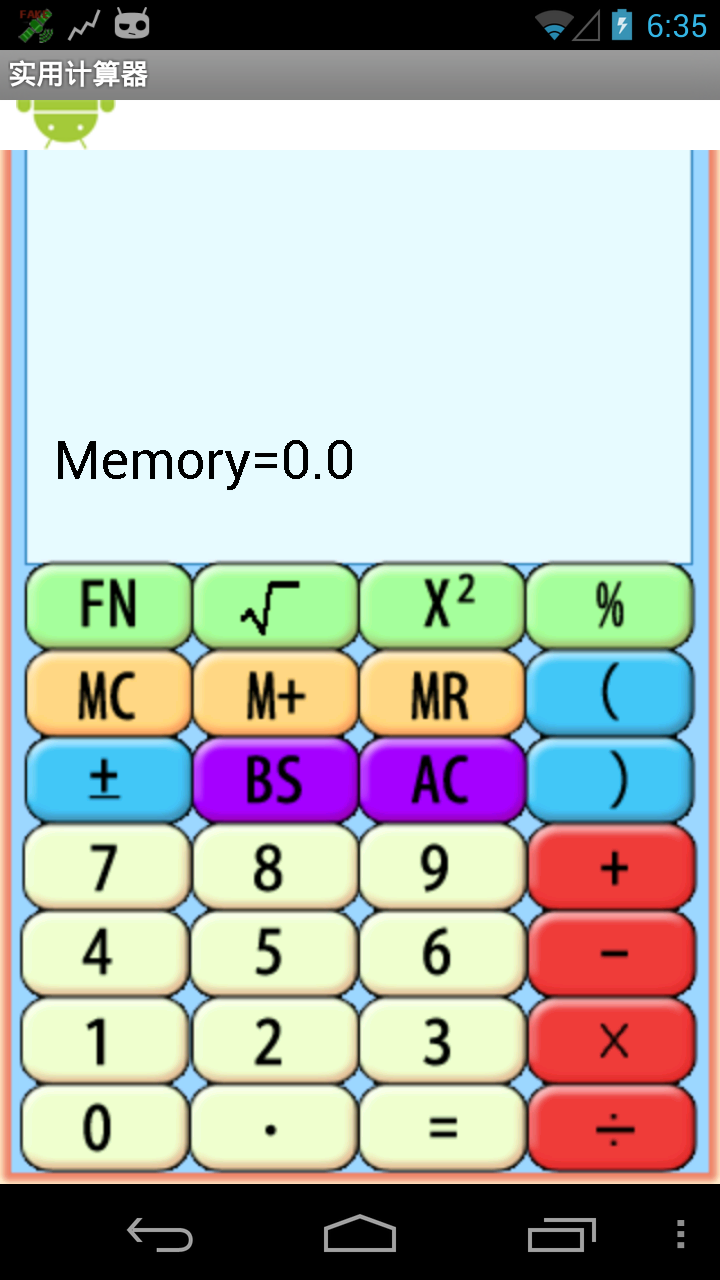 FAKE
6:35
实用计算器
Memory=0.0
FN √ X² %
MC M+ MR (
± BS AC )
7 8 9 +
4 5 6 −
1 2 3 ×
0 · = ÷